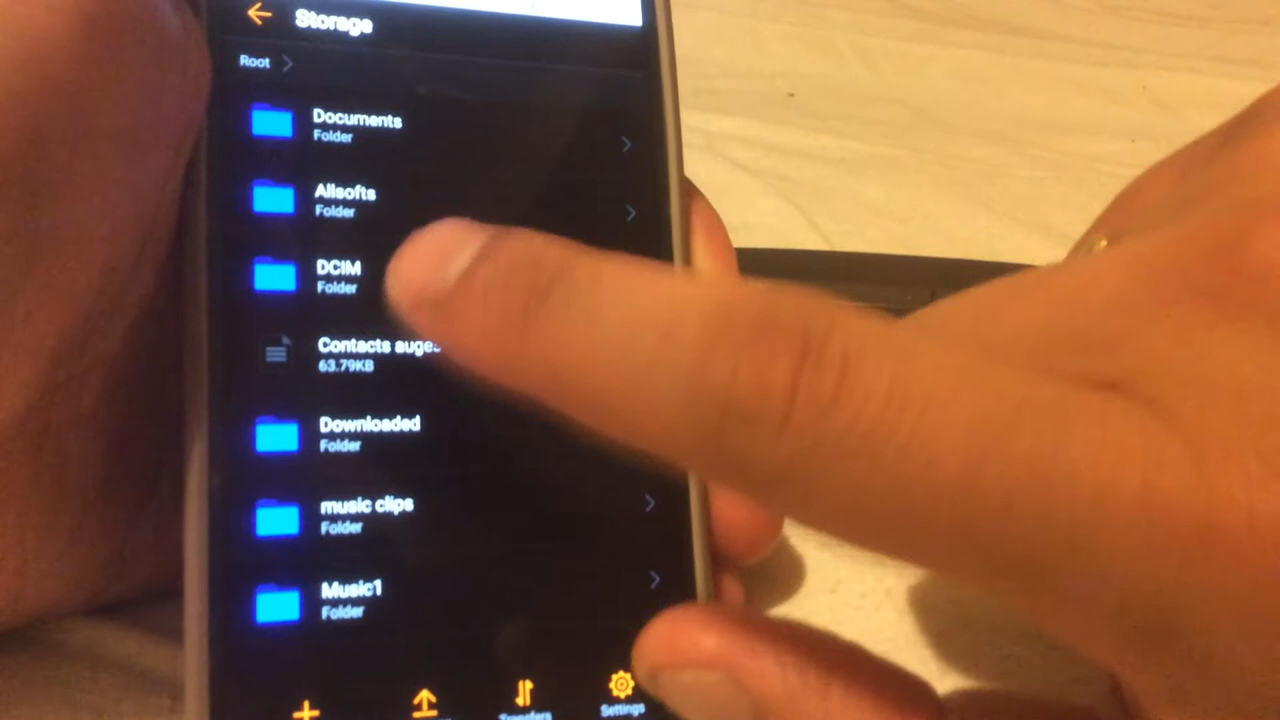 Storage
Root
Documents
Folder
Allsofts
Folder
DCIM
Folder
Contacts
63.79KB
Downloaded
Folder
music clips
Folder
Music1
Folder
Transfers
Settings